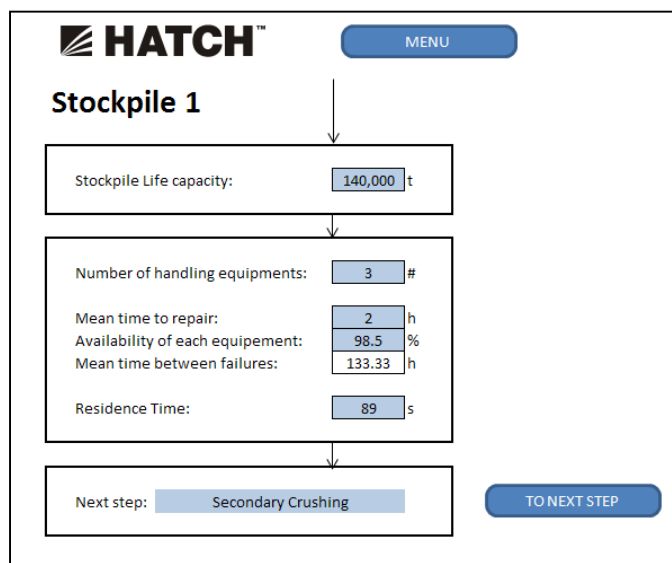 HATCH™
MENU
Stockpile 1
Stockpile Life capacity: 140,000 t
Number of handling equipments: 3 #
Mean time to repair: 2 h
Availability of each equipement: 98.5 %
Mean time between failures: 133.33 h
Residence Time: 89 s
Next step: Secondary Crushing
TO NEXT STEP